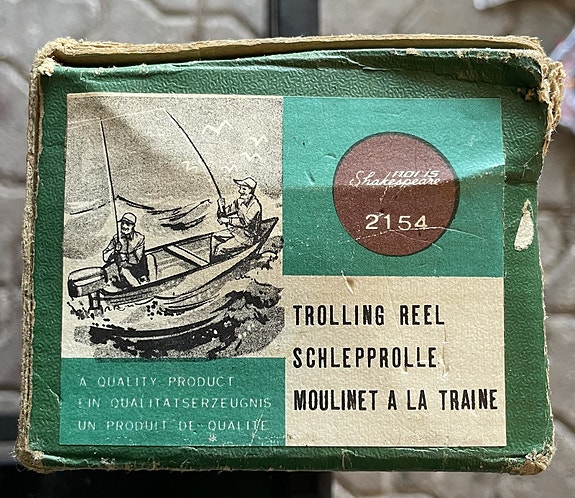 noris
Shakespeare
2154
TROLLING REEL
SCHLEPPROLLE
MOULINET A LA TRAINE
A QUALITY PRODUCT
EIN QUALITATSERZEUGNIS
UN PRODUIT DE QUALITE